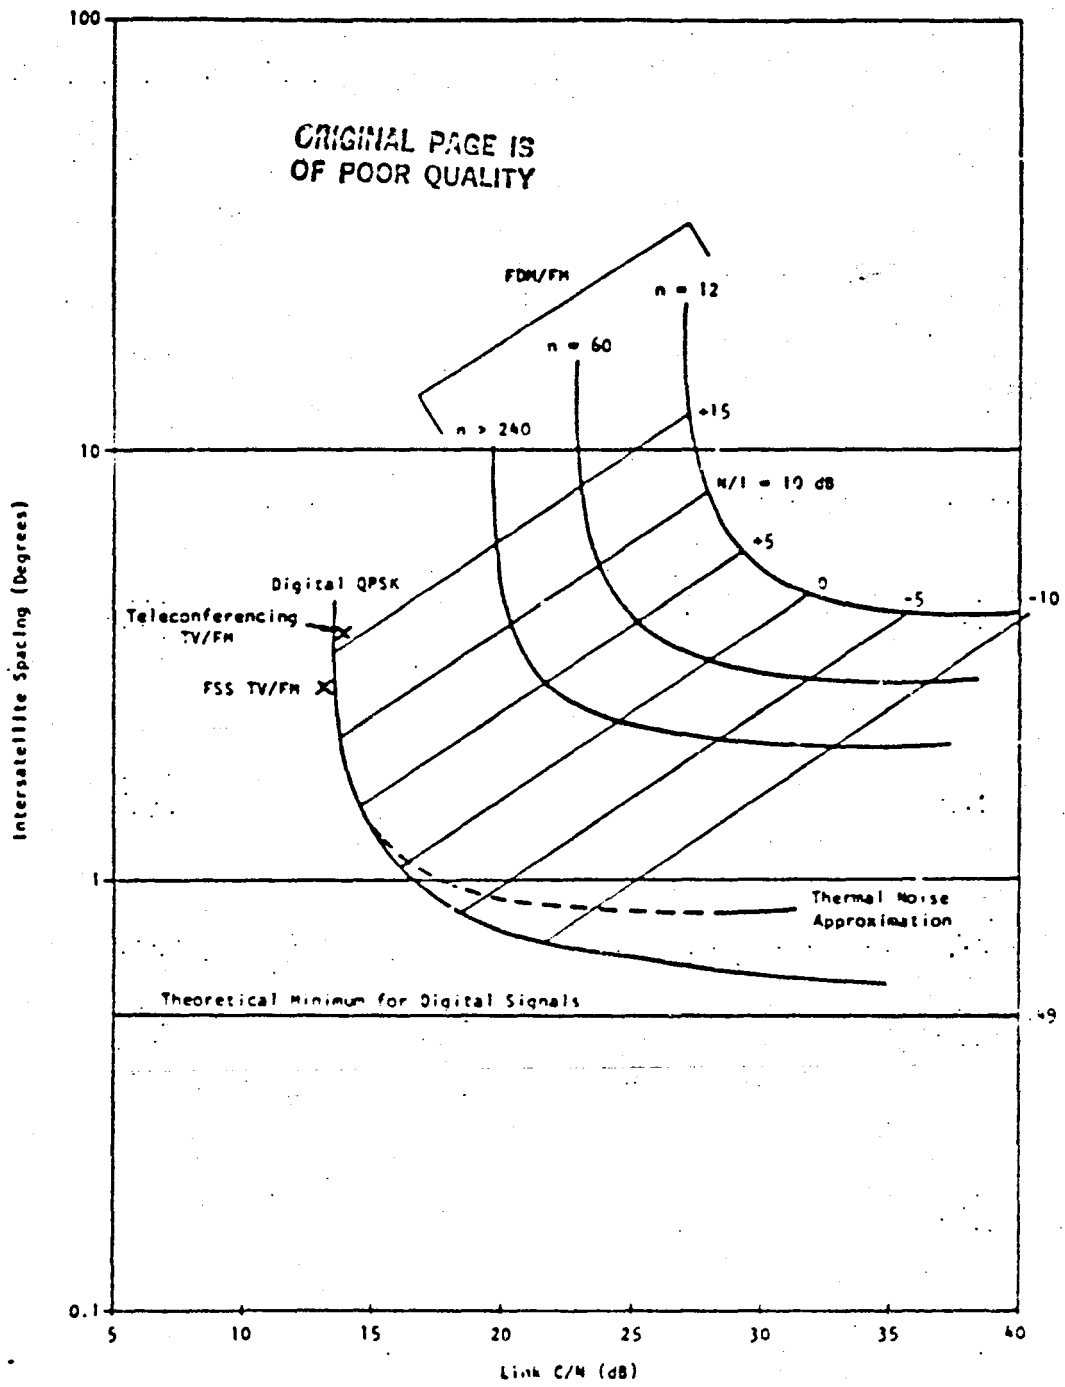 100
ORIGINAL PAGE IS
OF POOR QUALITY
FDM/FM
n = 12
n = 60
+15
n > 240
10
N/I = 10 dB
+5
Digital QPSK
0
-5
-10
Teleconferencing
TV/FM
FSS TV/FM
Intersatellite Spacing (Degrees)
1
Thermal Noise
Approximation
Theoretical Minimum for Digital Signals
.49
0.1
5
10
15
20
25
30
35
40
Link C/N (dB)